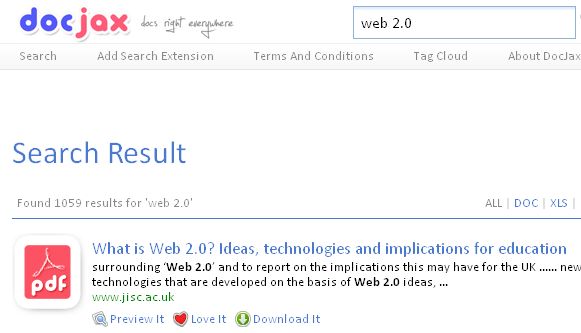 docjax docs right everywhere
web 2.0
Search Add Search Extension Terms And Conditions Tag Cloud About DocJax
Search Result
Found 1059 results for 'web 2.0' ALL | DOC | XLS |
What is Web 2.0? Ideas, technologies and implications for education
surrounding 'Web 2.0' and to report on the implications this may have for the UK ...... new
technologies that are developed on the basis of Web 2.0 ideas, ...
www.jisc.ac.uk
pdf
Preview It Love It Download It